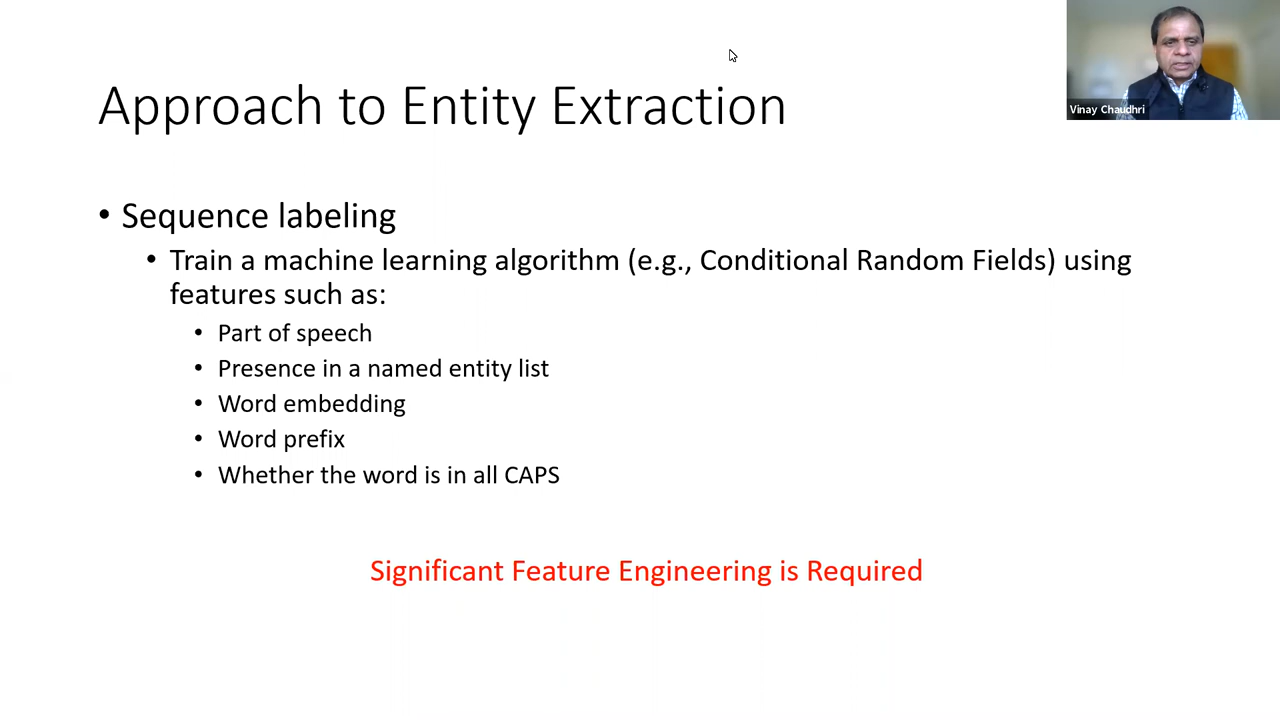 Vinay Chaudhri
Approach to Entity Extraction
• Sequence labeling
• Train a machine learning algorithm (e.g., Conditional Random Fields) using
features such as:
• Part of speech
• Presence in a named entity list
• Word embedding
• Word prefix
• Whether the word is in all CAPS
Significant Feature Engineering is Required